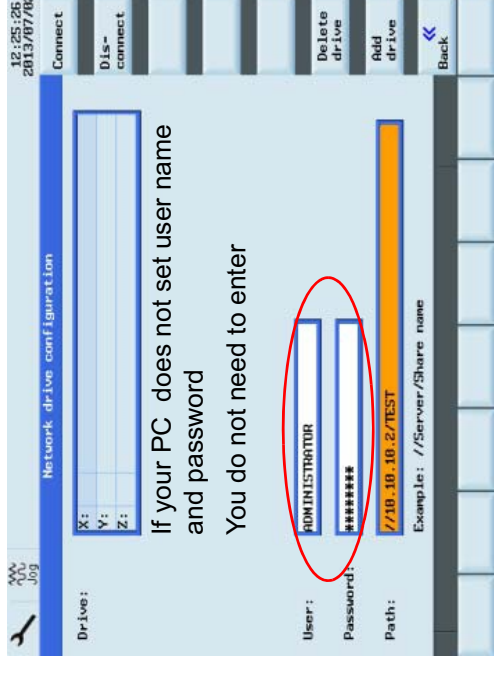 Jog
12:25:26
2013/07/0
Network drive configuration
Connect
Dis-
connect
Drive:
X:
Y:
Z:
If your PC does not set user name
and password
You do not need to enter
User:
ADMINISTRATOR
Password:
********
Path:
//10.10.10.2/TEST
Example: //Server/Share name
Delete
drive
Add
drive
«
Back